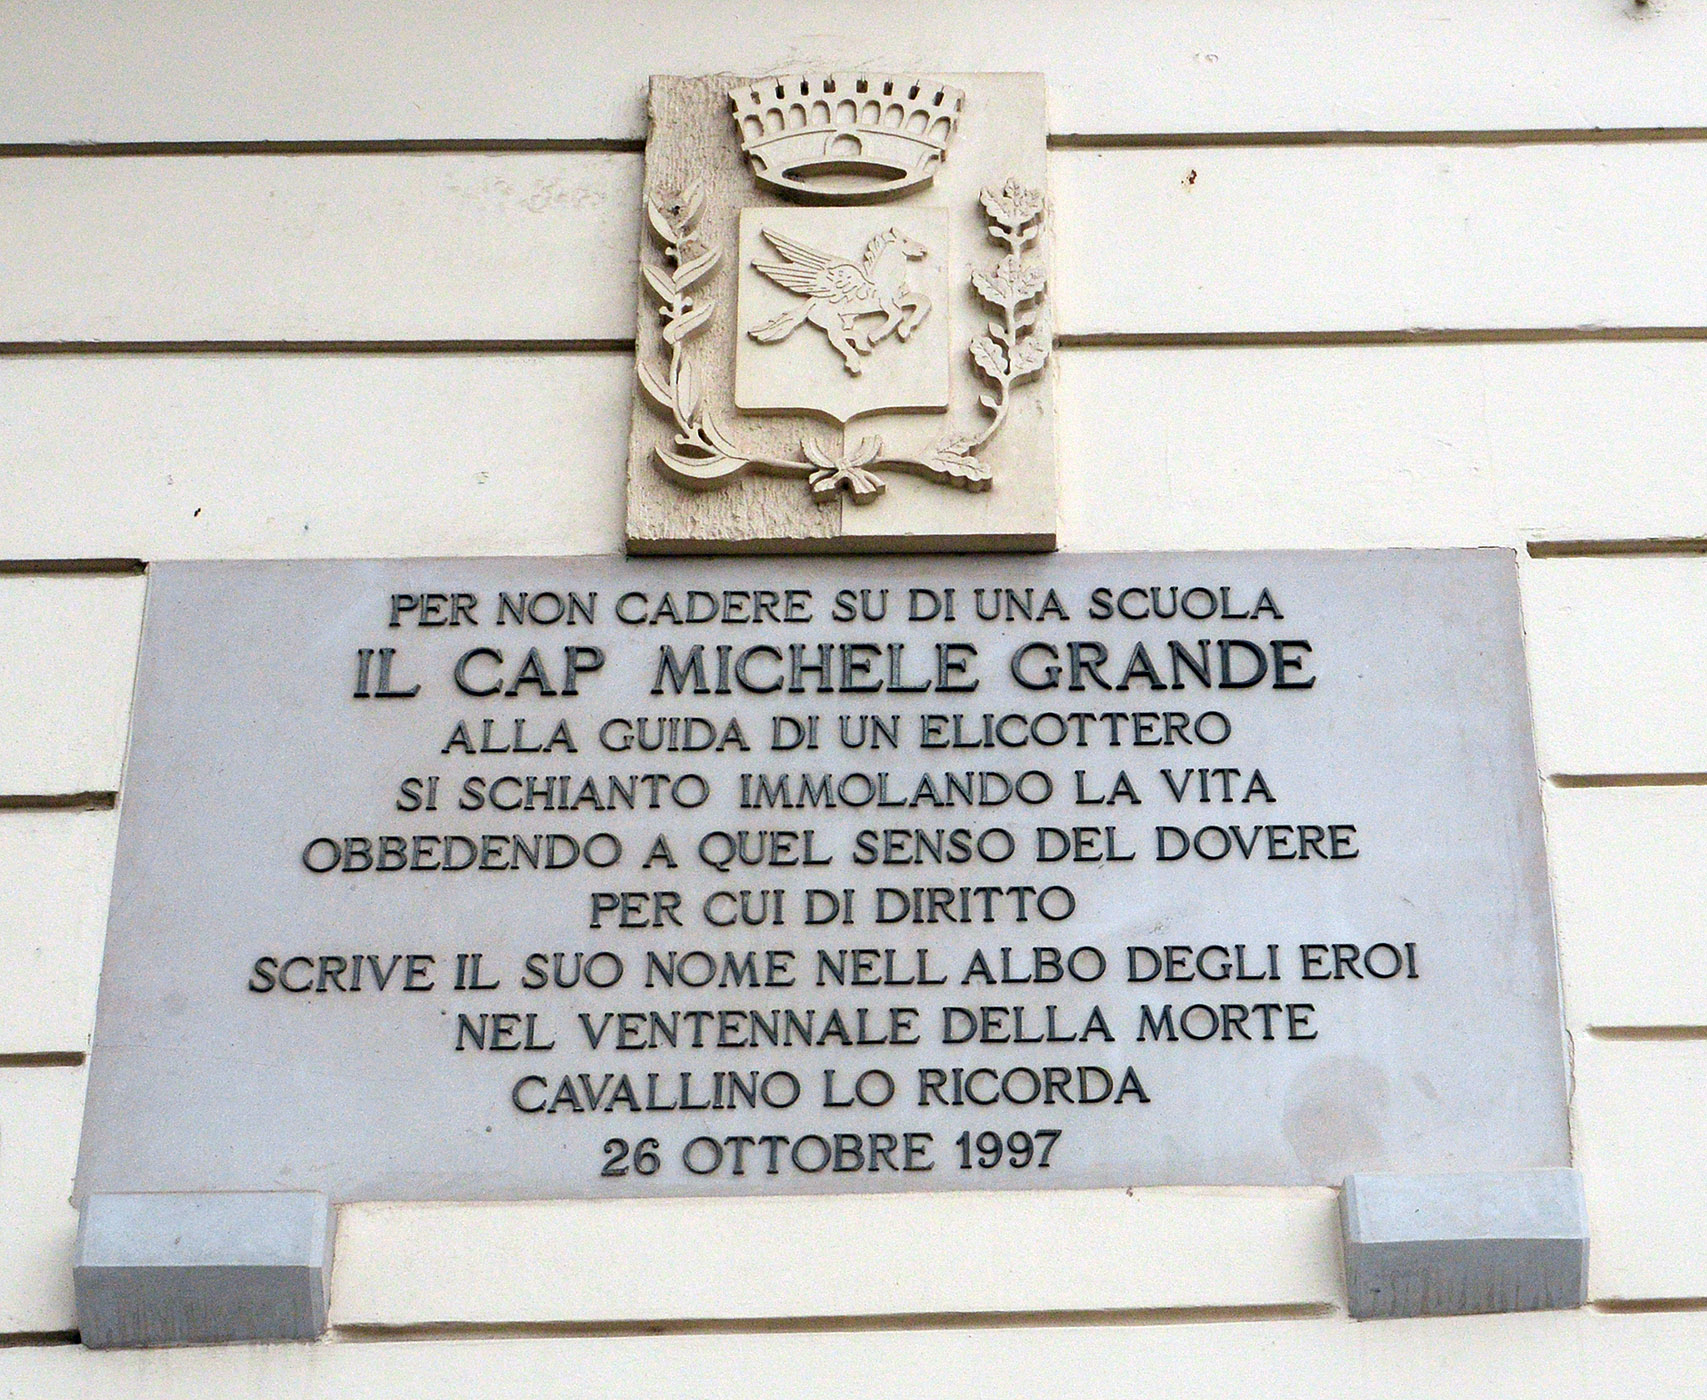 PER NON CADERE SU DI UNA SCUOLA
IL CAP MICHELE GRANDE
ALLA GUIDA DI UN ELICOTTERO
SI SCHIANTO IMMOLANDO LA VITA
OBBEDENDO A QUEL SENSO DEL DOVERE
PER CUI DI DIRITTO
SCRIVE IL SUO NOME NELL ALBO DEGLI EROI
NEL VENTENNALE DELLA MORTE
CAVALLINO LO RICORDA
26 OTTOBRE 1997